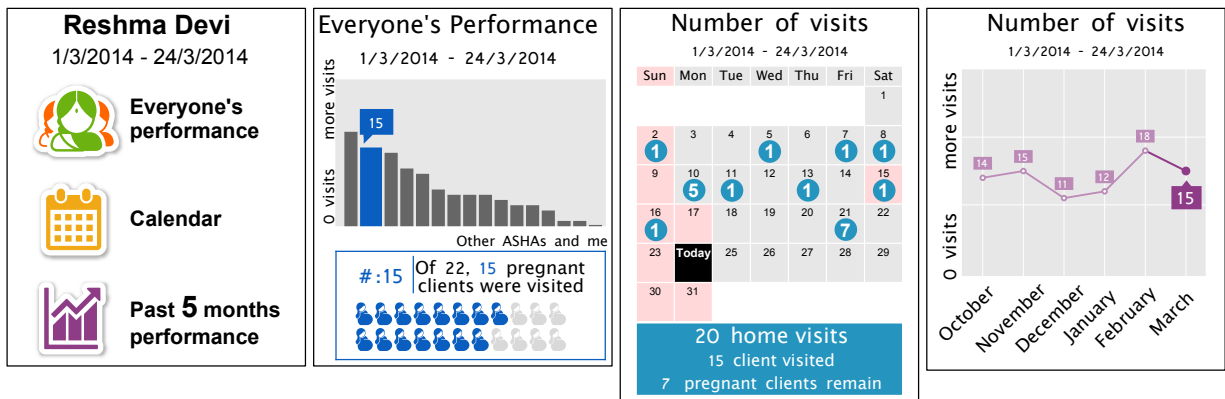 Reshma Devi
1/3/2014 - 24/3/2014
Everyone's
performance
Calendar
Past 5 months
performance
Everyone's Performance
1/3/2014 - 24/3/2014
more visits
0 visits
15
Other ASHAs and me
#:15
Of 22, 15 pregnant
clients were visited
Number of visits
1/3/2014 - 24/3/2014
Sun Mon Tue Wed Thu Fri Sat
1
2 3 4 5 6 7 8
1 1 1 1
9 10 11 12 13 14 15
5 1 1 1
16 17 18 19 20 21 22
1 7
23 Today 25 26 27 28 29
30 31
20 home visits
15 client visited
7 pregnant clients remain
Number of visits
1/3/2014 - 24/3/2014
more visits
0 visits
14
15
11
12
18
15
October
November
December
January
February
March